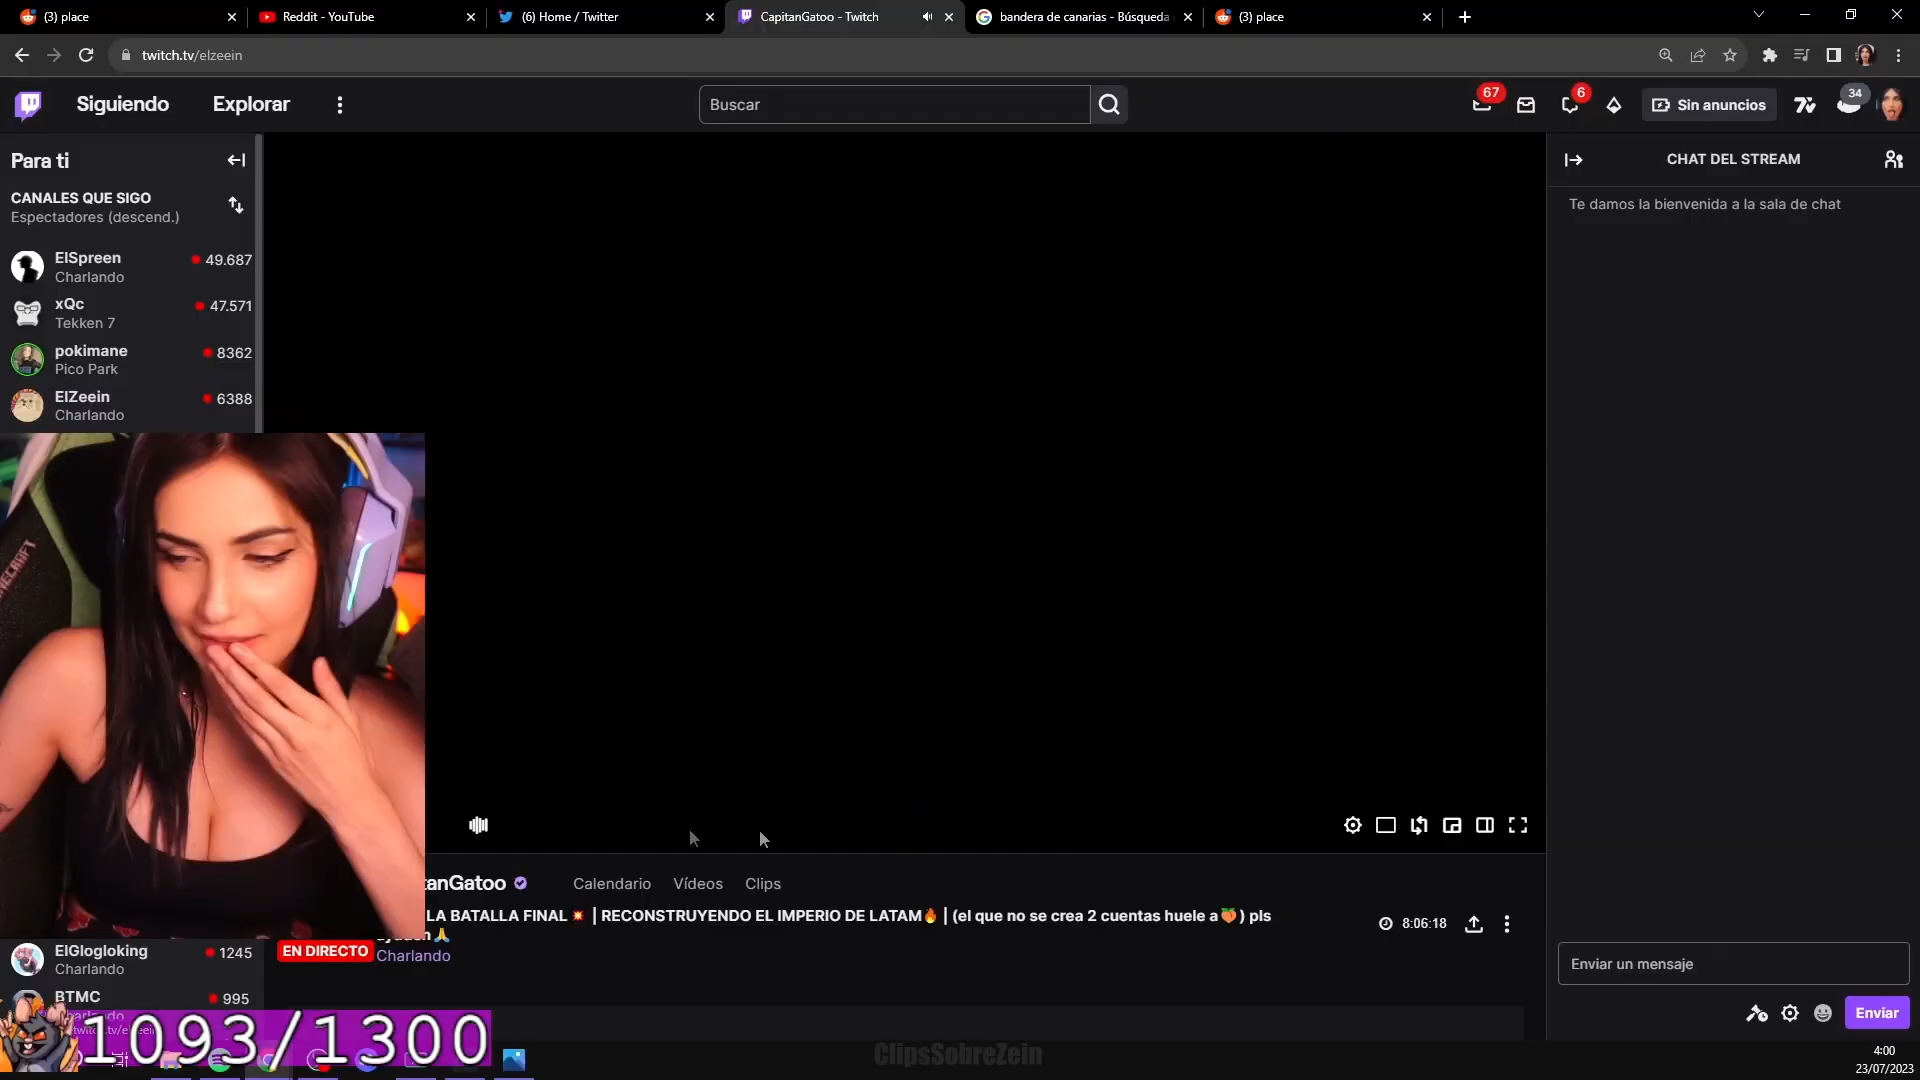 (3) place
Reddit - YouTube
(6) Home / Twitter
CapitanGatoo - Twitch
bandera de canarias - Búsqueda
(3) place
twitch.tv/elzeein
Siguiendo
Explorar
Buscar
67
6
Sin anuncios
34
Para ti
CHAT DEL STREAM
CANALES QUE SIGO
Espectadores (descend.)
Te damos la bienvenida a la sala de chat
ElSpreen
49.687
Charlando
xQc
47.571
Tekken 7
pokimane
8362
Pico Park
ElZeein
6388
Charlando
tanGatoo
Calendario
Vídeos
Clips
LA BATALLA FINAL💥 | RECONSTRUYENDO EL IMPERIO DE LATAM🔥 | (el que no se crea 2 cuentas huele a🍑) pls
8:06:18
EN DIRECTO
Charlando
ElGlogloking
1245
Charlando
BTMC
995
Charlando
Enviar un mensaje
Enviar
1093/1300
ClipsSobreZein
4:00
23/07/2023